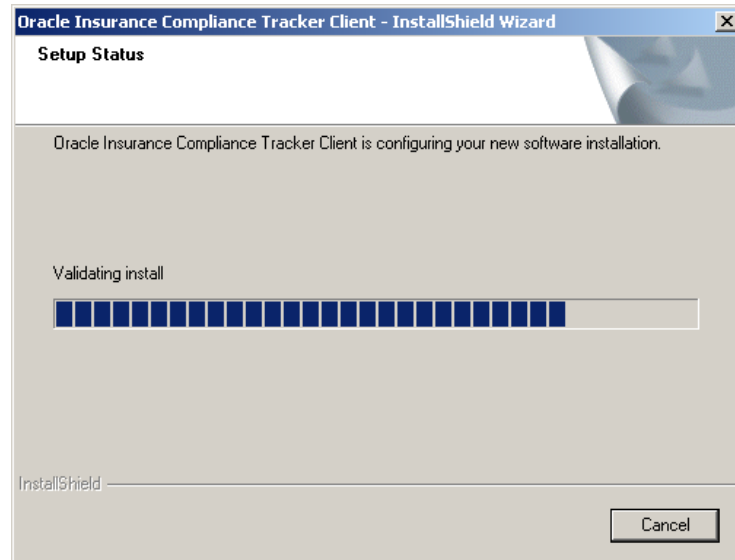 Oracle Insurance Compliance Tracker Client - InstallShield Wizard
Setup Status
Oracle Insurance Compliance Tracker Client is configuring your new software installation.
Validating install
InstallShield
Cancel